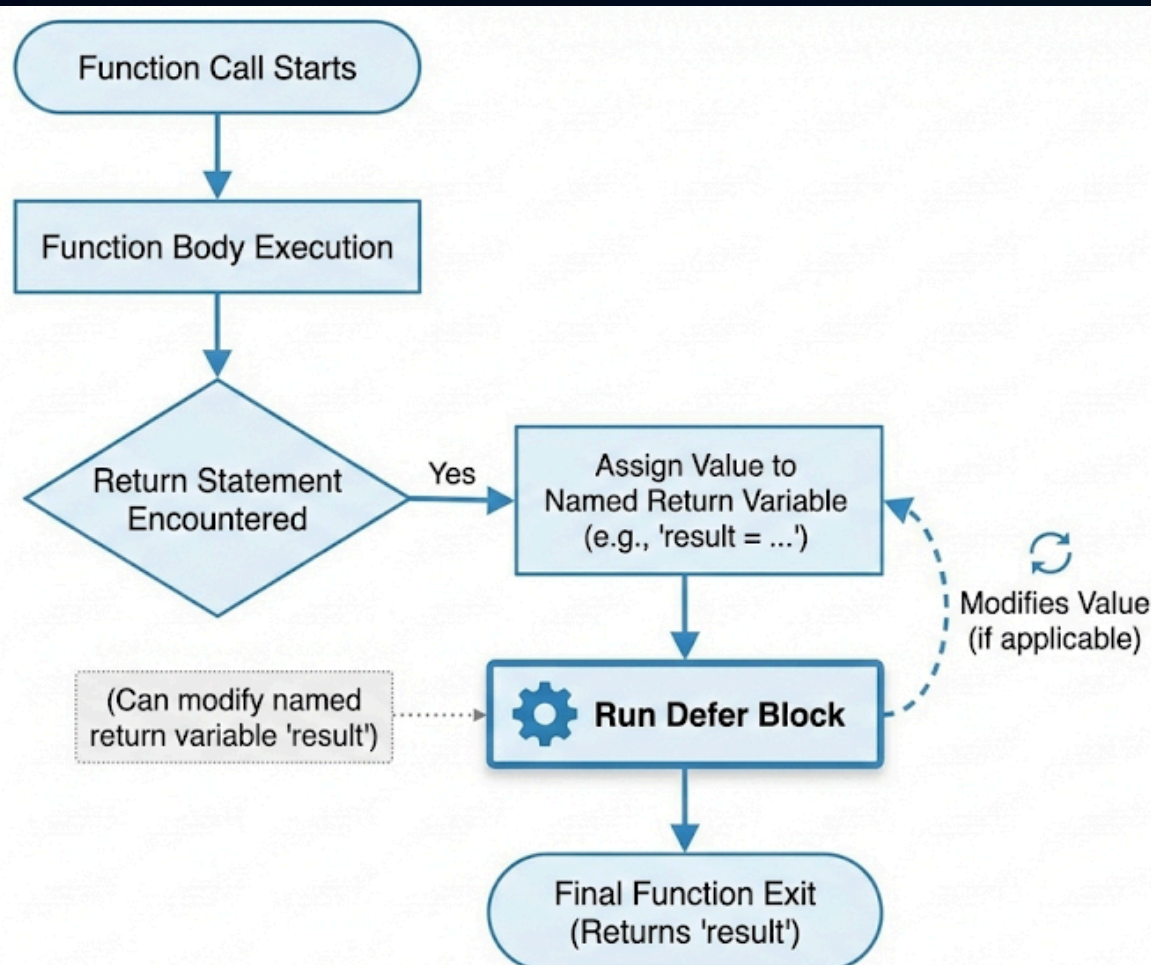 Function Call Starts
Function Body Execution
Return Statement
Encountered
Yes
Assign Value to
Named Return Variable
(e.g., 'result = ...')
Modifies Value
(if applicable)
(Can modify named
return variable 'result')
Run Defer Block
Final Function Exit
(Returns 'result')